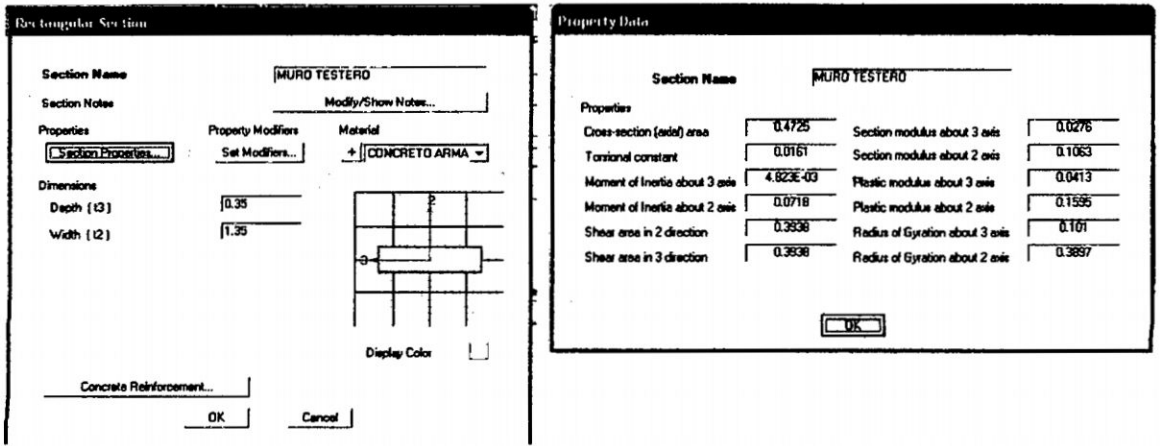 Rectangular Section
Section Name MURO TESTERO
Section Notes Modify/Show Notes...
Properties Property Modifiers Material
Section Properties... Set Modifiers... + CONCRETO ARMA
Dimensions
Depth ( t3 ) 0.35
Width ( t2 ) 1.35
2
3
Display Color
Concrete Reinforcement...
OK Cancel
Property Data
Section Name MURO TESTERO
Properties
Cross-section (axial) area 0.4725 Section modulus about 3 axis 0.0276
Torsional constant 0.0161 Section modulus about 2 axis 0.1063
Moment of Inertia about 3 axis 4.823E-03 Plastic modulus about 3 axis 0.0413
Moment of Inertia about 2 axis 0.0718 Plastic modulus about 2 axis 0.1595
Shear area in 2 direction 0.3938 Radius of Gyration about 3 axis 0.101
Shear area in 3 direction 0.3938 Radius of Gyration about 2 axis 0.3897
OK